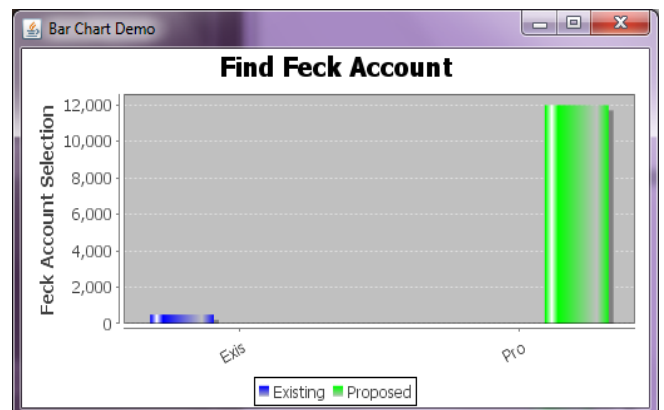 Bar Chart Demo
Find Feck Account
Feck Account Selection
12,000
10,000
8,000
6,000
4,000
2,000
0
Exis
Pro
Existing Proposed